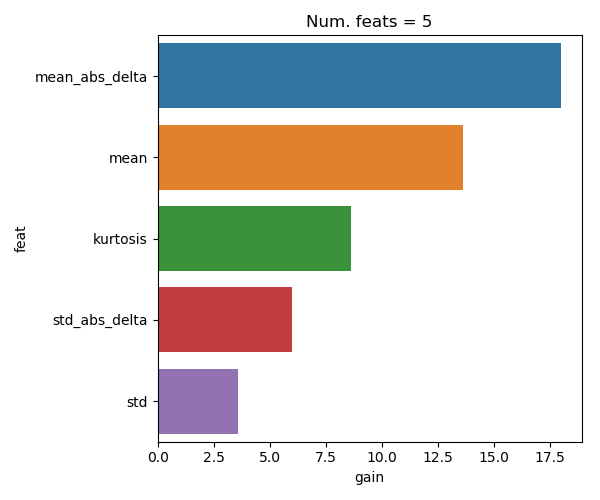 Num. feats = 5
mean_abs_delta
mean
kurtosis
std_abs_delta
std
feat
0.0 2.5 5.0 7.5 10.0 12.5 15.0 17.5
gain